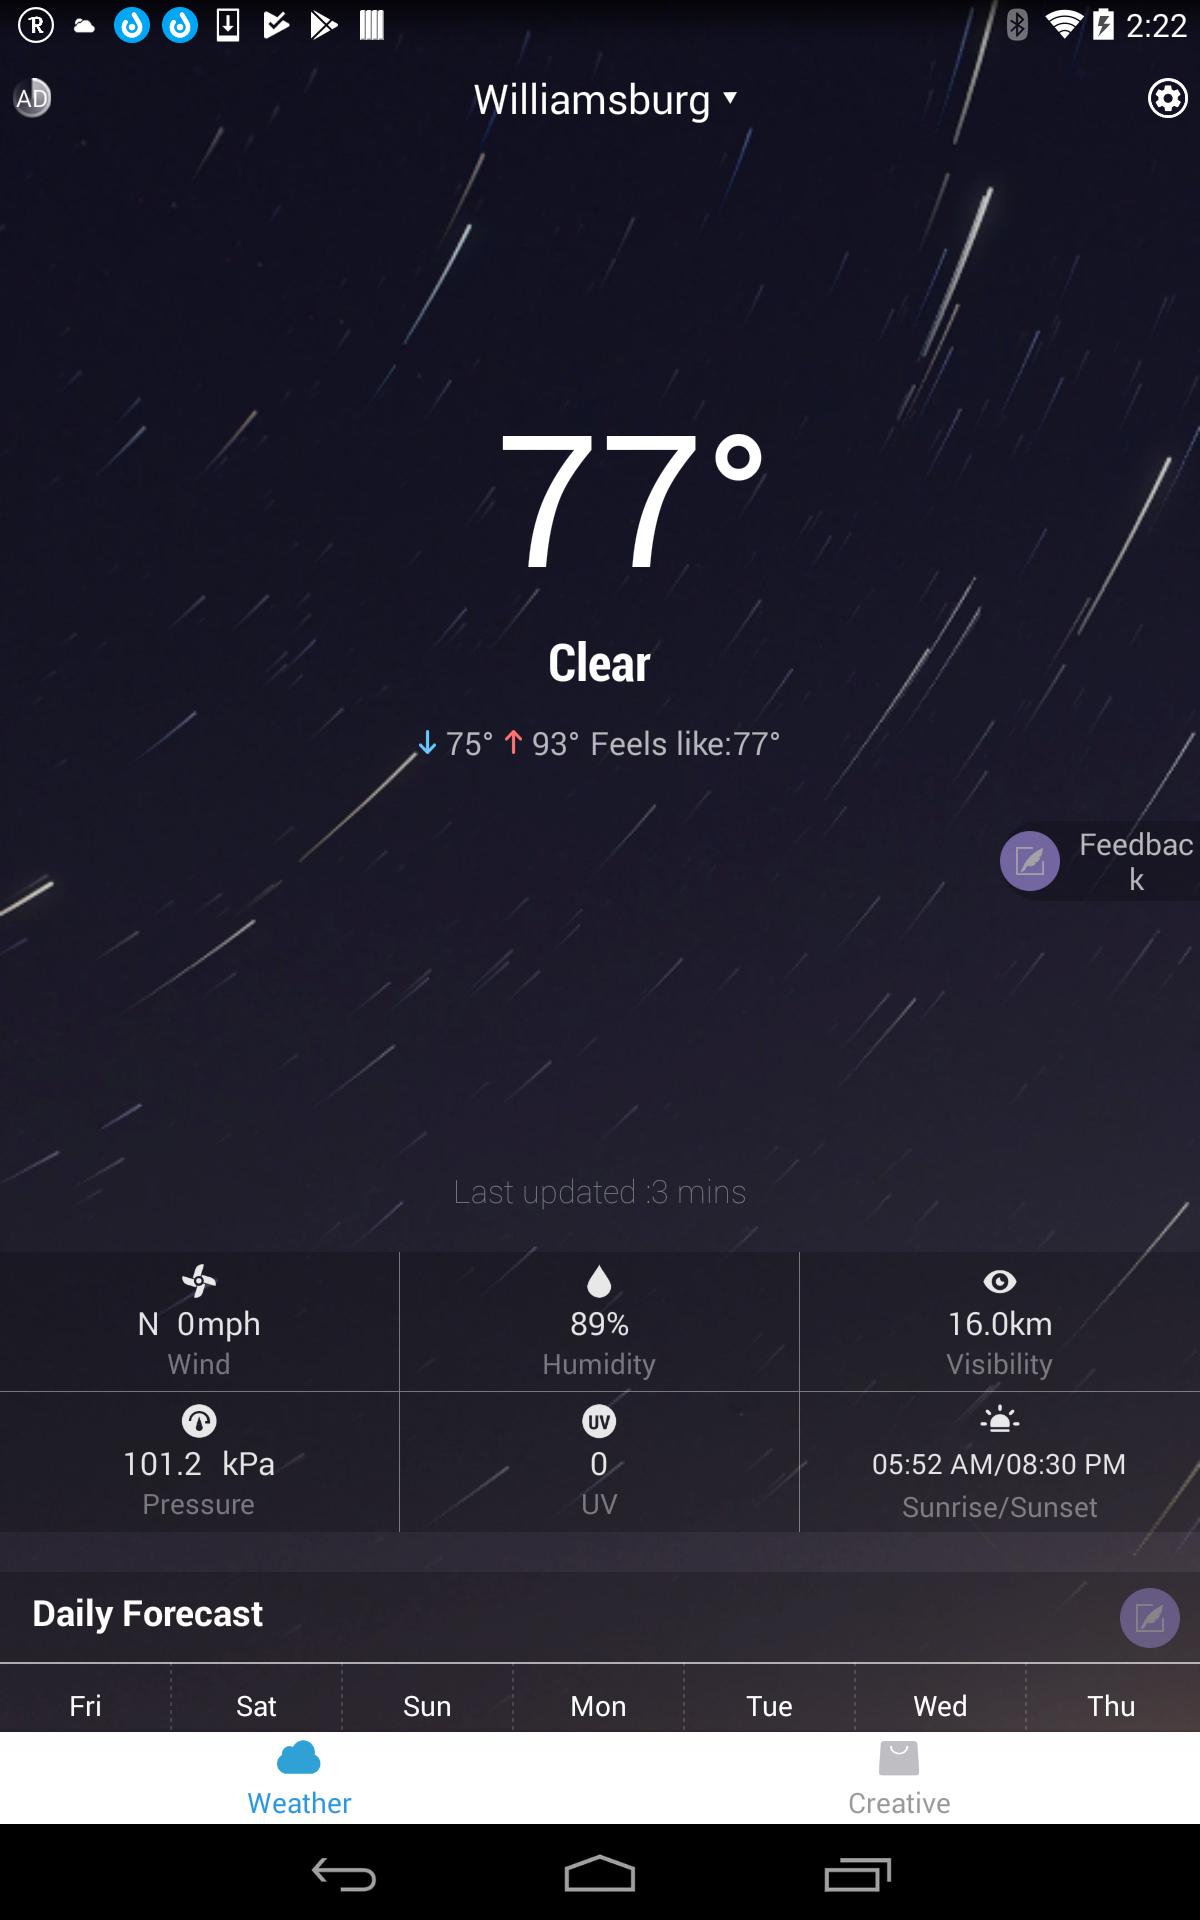 2:22
AD
Williamsburg
77°
Clear
↓ 75° ↑ 93° Feels like:77°
Feedbac
k
Last updated :3 mins
N 0mph
Wind
89%
Humidity
16.0km
Visibility
101.2 kPa
Pressure
UV
0
UV
05:52 AM/08:30 PM
Sunrise/Sunset
Daily Forecast
Fri Sat Sun Mon Tue Wed Thu
Weather
Creative